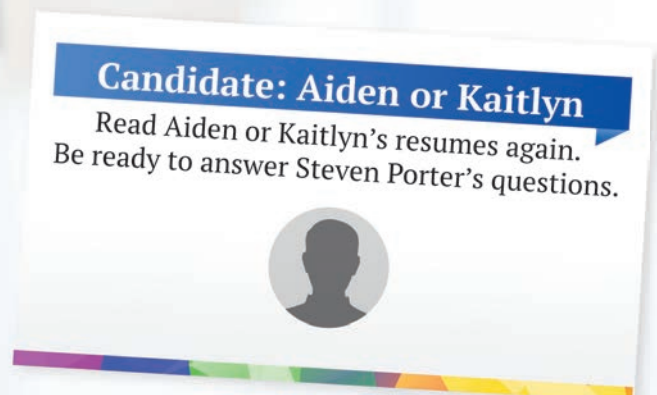 Candidate: Aiden or Kaitlyn
Read Aiden or Kaitlyn's resumes again.
Be ready to answer Steven Porter's questions.